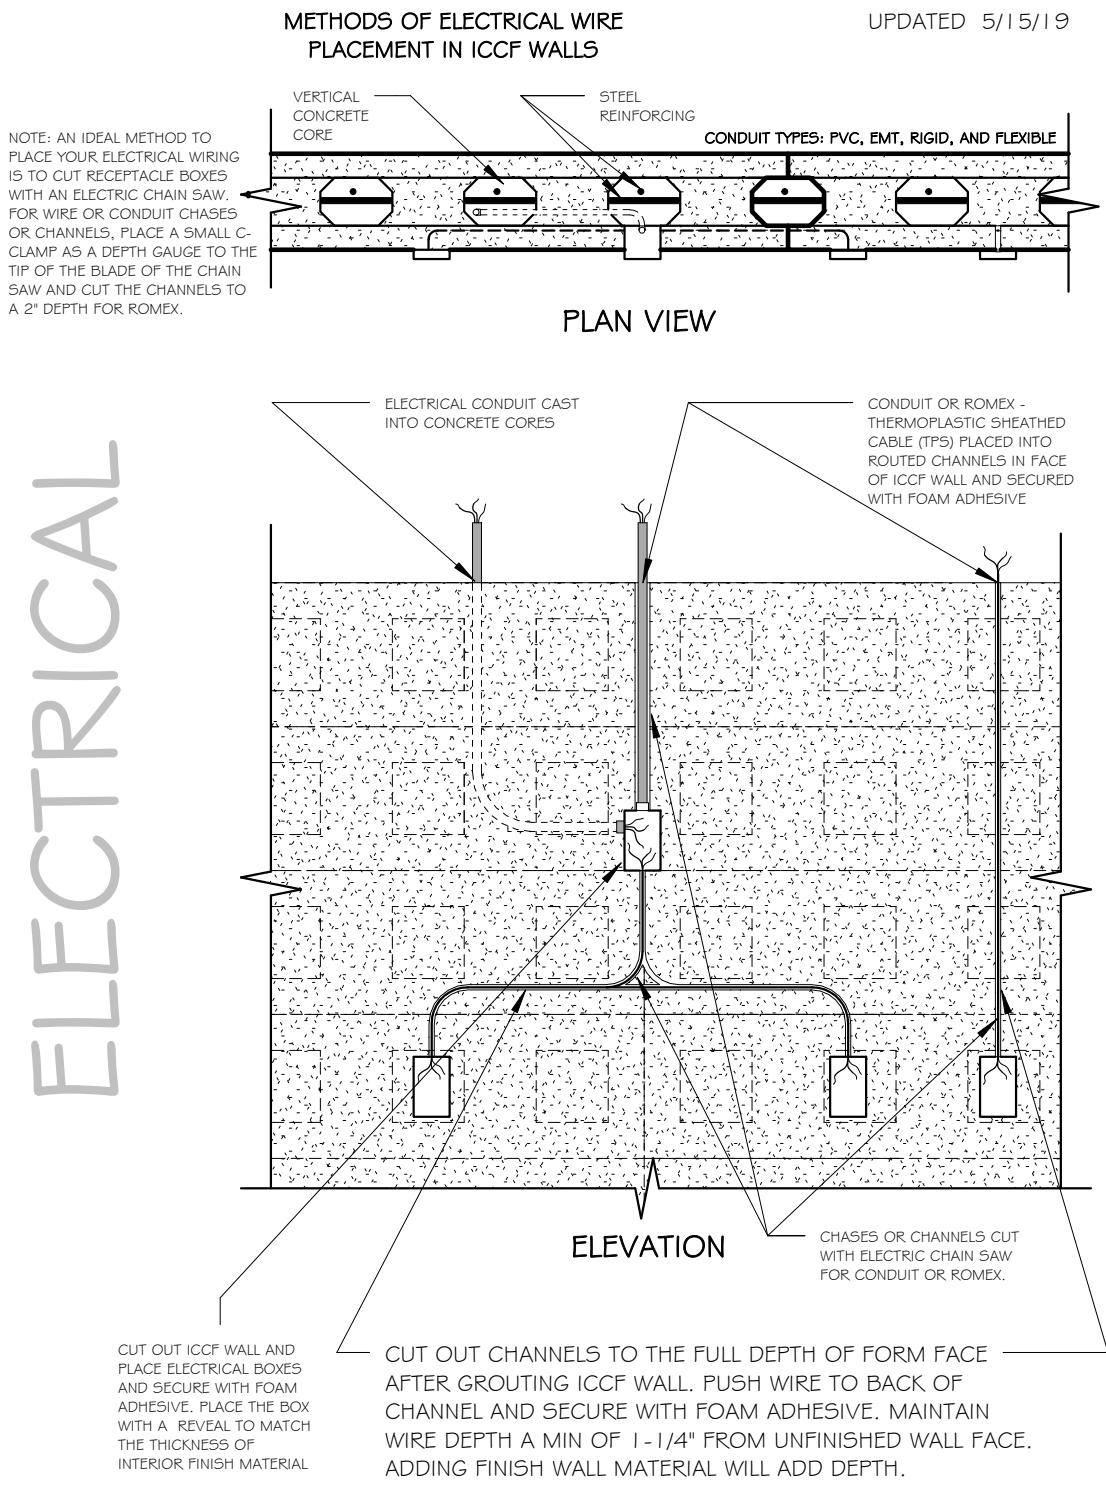 METHODS OF ELECTRICAL WIRE
PLACEMENT IN ICCF WALLS
UPDATED 5/15/19
VERTICAL
CONCRETE
CORE
STEEL
REINFORCING
CONDUIT TYPES: PVC, EMT, RIGID, AND FLEXIBLE
NOTE: AN IDEAL METHOD TO
PLACE YOUR ELECTRICAL WIRING
IS TO CUT RECEPTACLE BOXES
WITH AN ELECTRIC CHAIN SAW.
FOR WIRE OR CONDUIT CHASES
OR CHANNELS, PLACE A SMALL C-
CLAMP AS A DEPTH GAUGE TO THE
TIP OF THE BLADE OF THE CHAIN
SAW AND CUT THE CHANNELS TO
A 2" DEPTH FOR ROMEX.
PLAN VIEW
ELECTRICAL CONDUIT CAST
INTO CONCRETE CORES
CONDUIT OR ROMEX -
THERMOPLASTIC SHEATHED
CABLE (TPS) PLACED INTO
ROUTED CHANNELS IN FACE
OF ICCF WALL AND SECURED
WITH FOAM ADHESIVE
ELECTRICAL
ELEVATION
CHASES OR CHANNELS CUT
WITH ELECTRIC CHAIN SAW
FOR CONDUIT OR ROMEX.
CUT OUT ICCF WALL AND
PLACE ELECTRICAL BOXES
AND SECURE WITH FOAM
ADHESIVE. PLACE THE BOX
WITH A REVEAL TO MATCH
THE THICKNESS OF
INTERIOR FINISH MATERIAL
CUT OUT CHANNELS TO THE FULL DEPTH OF FORM FACE
AFTER GROUTING ICCF WALL. PUSH WIRE TO BACK OF
CHANNEL AND SECURE WITH FOAM ADHESIVE. MAINTAIN
WIRE DEPTH A MIN OF 1-1/4" FROM UNFINISHED WALL FACE.
ADDING FINISH WALL MATERIAL WILL ADD DEPTH.